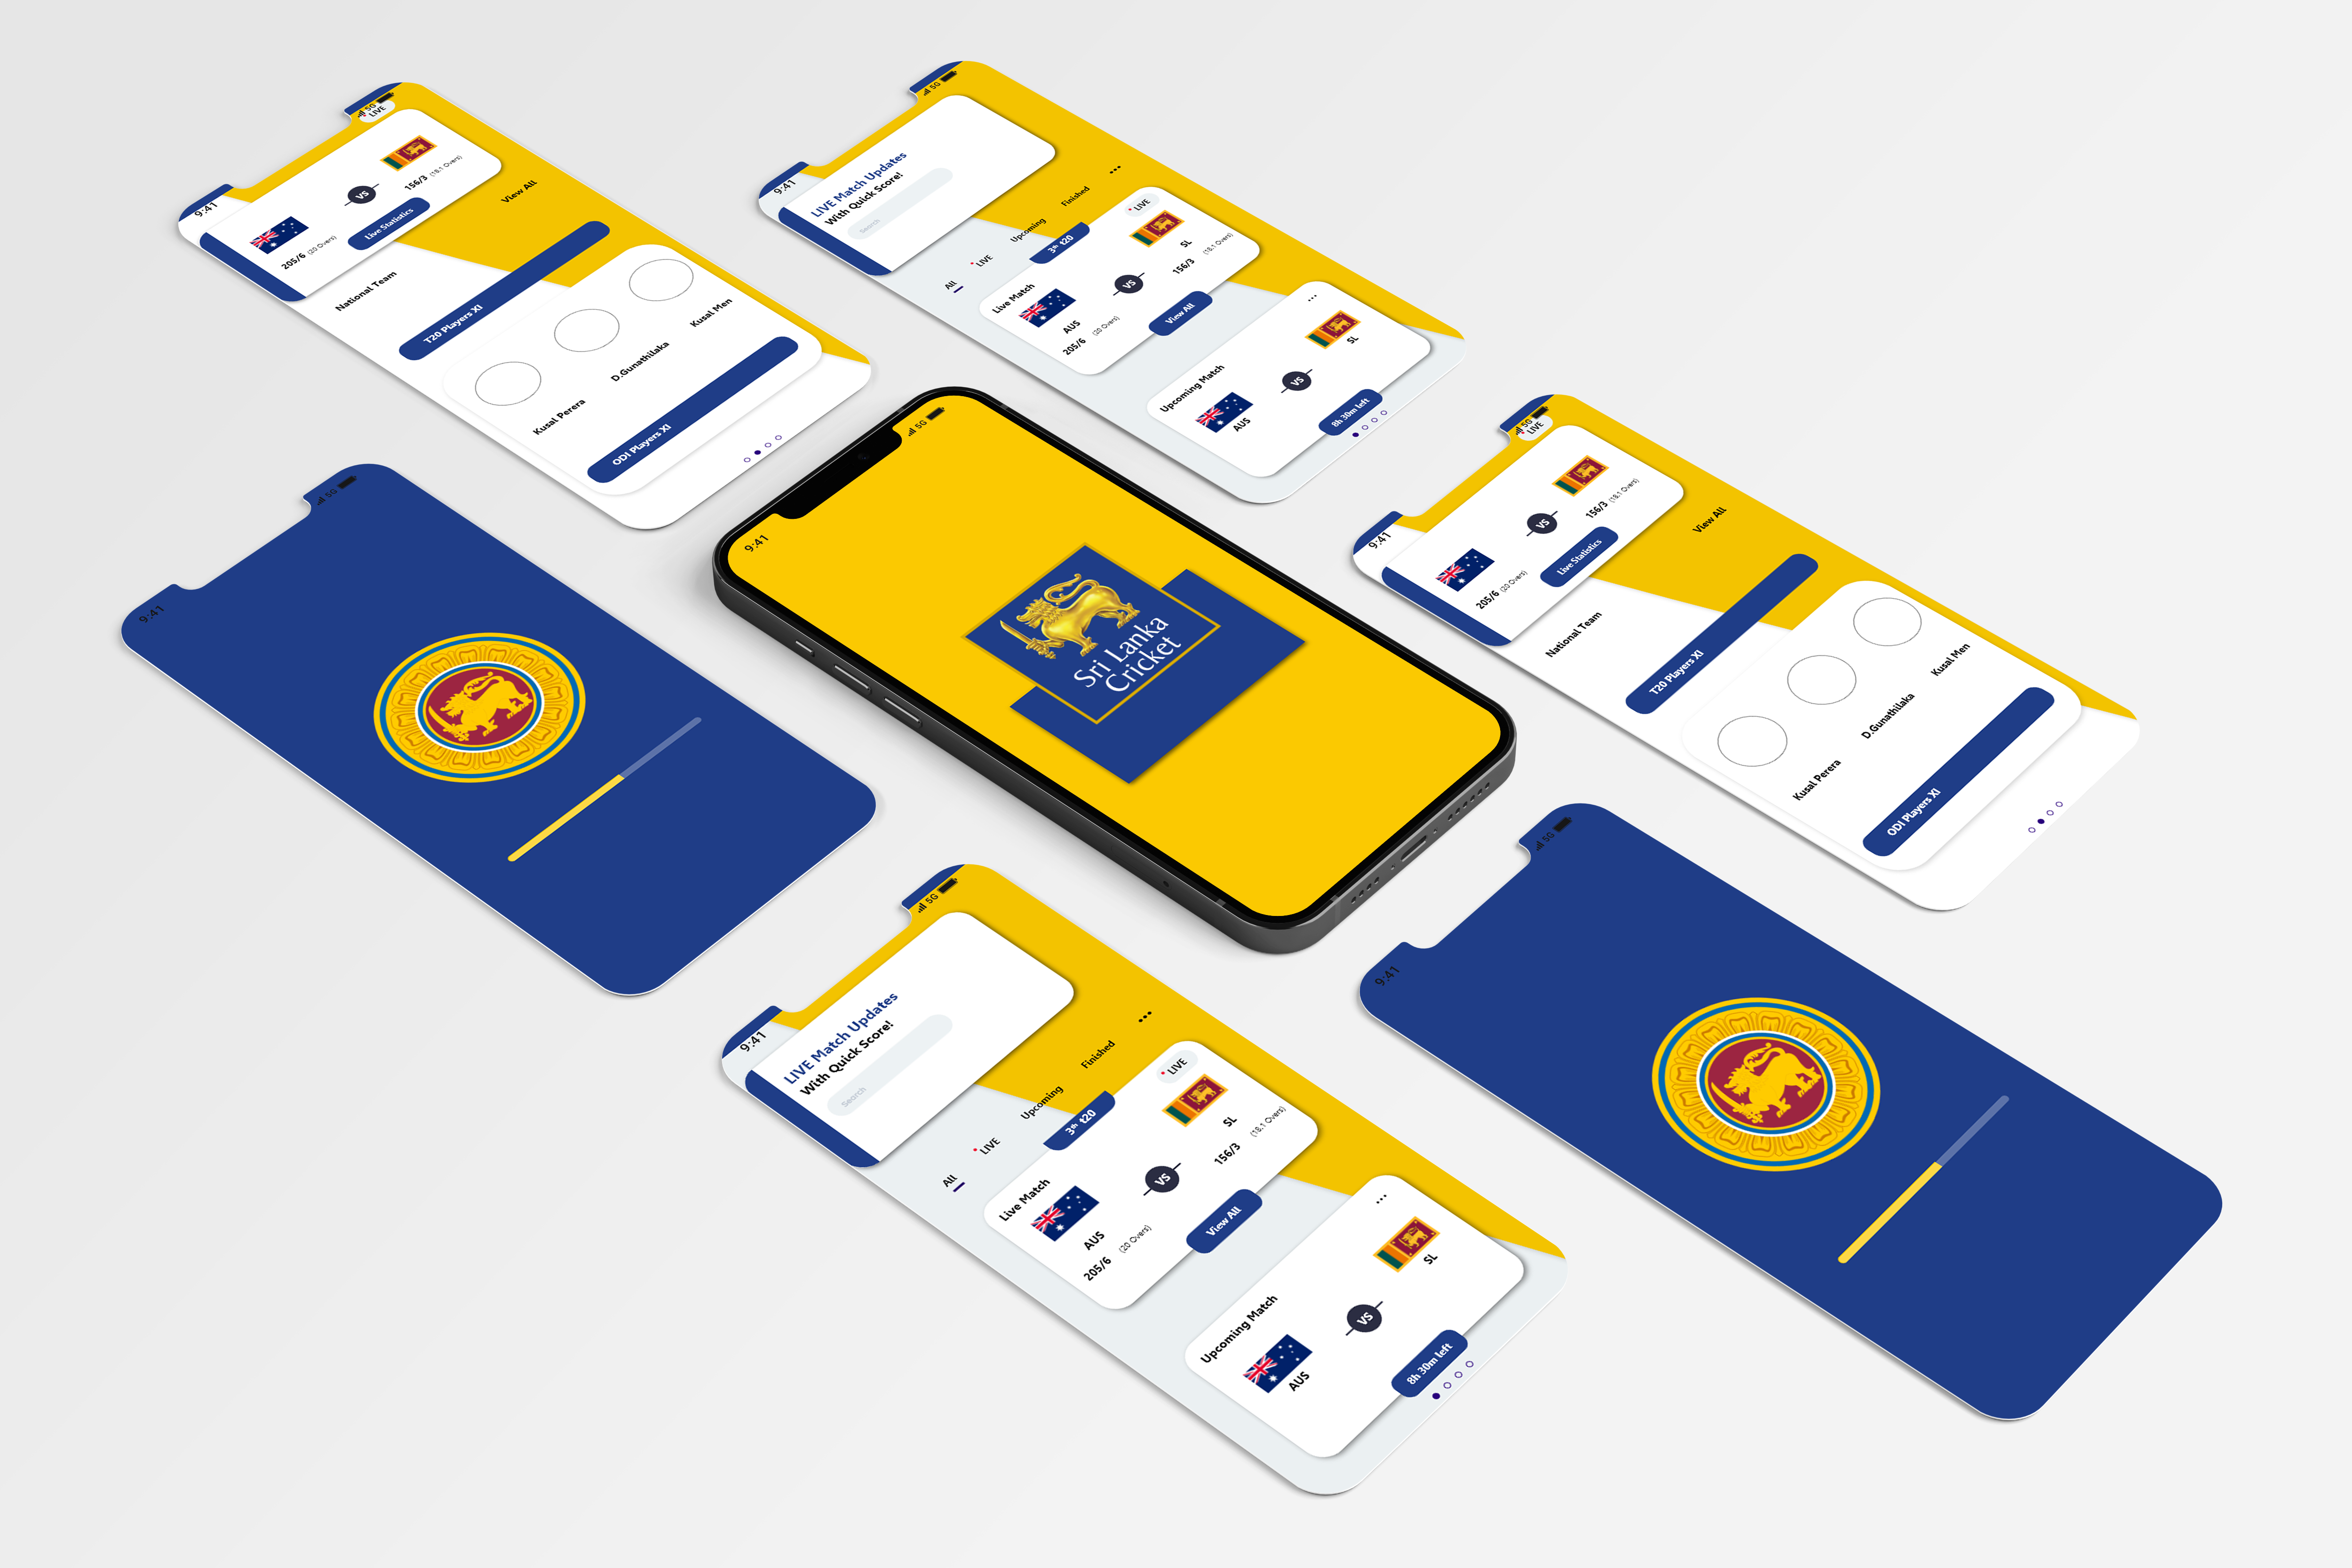 5G
LIVE
9:41
VS
156/3 (18.1 Overs)
205/6 (20 Overs)
Live Statistics
View All
National Team
T20 Players XI
Kusal Perera
D.Gunathilaka
Kusal Men
ODI Players XI
5G
9:41
LIVE Match Updates
With Quick Score!
Search
All
LIVE
Upcoming
Finished
3th t20
LIVE
Live Match
VS
AUS
SL
205/6 (20 Overs)
156/3 (18.1 Overs)
View All
Upcoming Match
VS
AUS
SL
8h 30m left
5G
9:41
5G
9:41
Sri Lanka
Cricket
5G
LIVE
9:41
VS
156/3 (18.1 Overs)
205/6 (20 Overs)
Live Statistics
View All
National Team
T20 Players XI
Kusal Perera
D.Gunathilaka
Kusal Men
ODI Players XI
5G
9:41
LIVE Match Updates
With Quick Score!
Search
All
LIVE
Upcoming
Finished
3th t20
LIVE
Live Match
VS
AUS
SL
205/6 (20 Overs)
156/3 (18.1 Overs)
View All
Upcoming Match
VS
AUS
SL
8h 30m left
5G
9:41